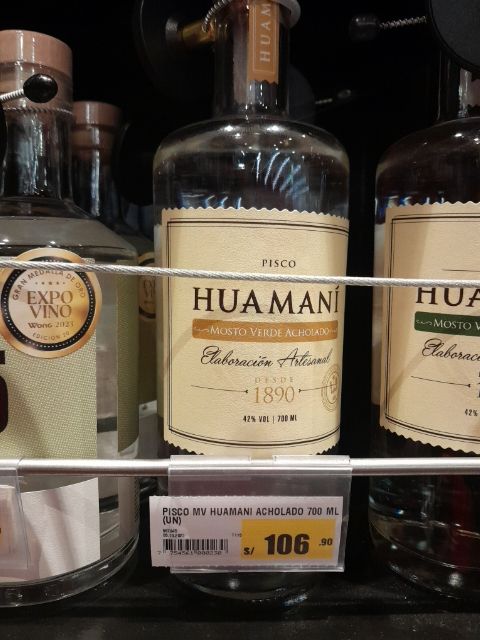 HUAMANÍ
GRAN MEDALLA DE ORO
EXPO
VINO
WONG 2023
EDICIÓN
PISCO
HUAMANÍ
MOSTO VERDE ACHOLADO
Elaboración Artesanal
DESDE
1890
42% VOL | 700 ML
HUA
MOSTO V
Elaborac
42%
PISCO MV HUAMANI ACHOLADO 700 ML
(UN)
S/ 106 .90